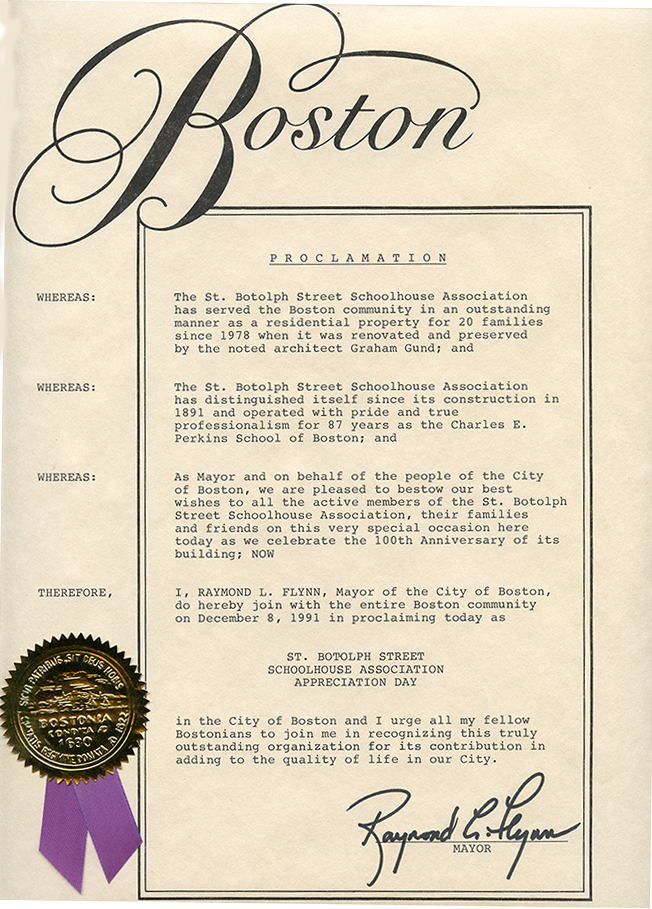 Boston
PROCLAMATION
WHEREAS: The St. Botolph Street Schoolhouse Association
has served the Boston community in an outstanding
manner as a residential property for 20 families
since 1978 when it was renovated and preserved
by the noted architect Graham Gund; and
WHEREAS: The St. Botolph Street Schoolhouse Association
has distinguished itself since its construction in
1891 and operated with pride and true
professionalism for 87 years as the Charles E.
Perkins School of Boston; and
WHEREAS: As Mayor and on behalf of the people of the City
of Boston, we are pleased to bestow our best
wishes to all the active members of the St. Botolph
Street Schoolhouse Association, their families
and friends on this very special occasion here
today as we celebrate the 100th Anniversary of its
building; NOW
THEREFORE, I, RAYMOND L. FLYNN, Mayor of the City of Boston,
do hereby join with the entire Boston community
on December 8, 1991 in proclaiming today as
ST. BOTOLPH STREET
SCHOOLHOUSE ASSOCIATION
APPRECIATION DAY
in the City of Boston and I urge all my fellow
Bostonians to join me in recognizing this truly
outstanding organization for its contribution in
adding to the quality of life in our City.
Raymond L. Flynn
MAYOR
SICUT PATRIBUS, SIT DEUS NOBIS
BOSTONIA
CONDITA AD
1630
CIVITATIS REGIMINE DONATA AD 1822